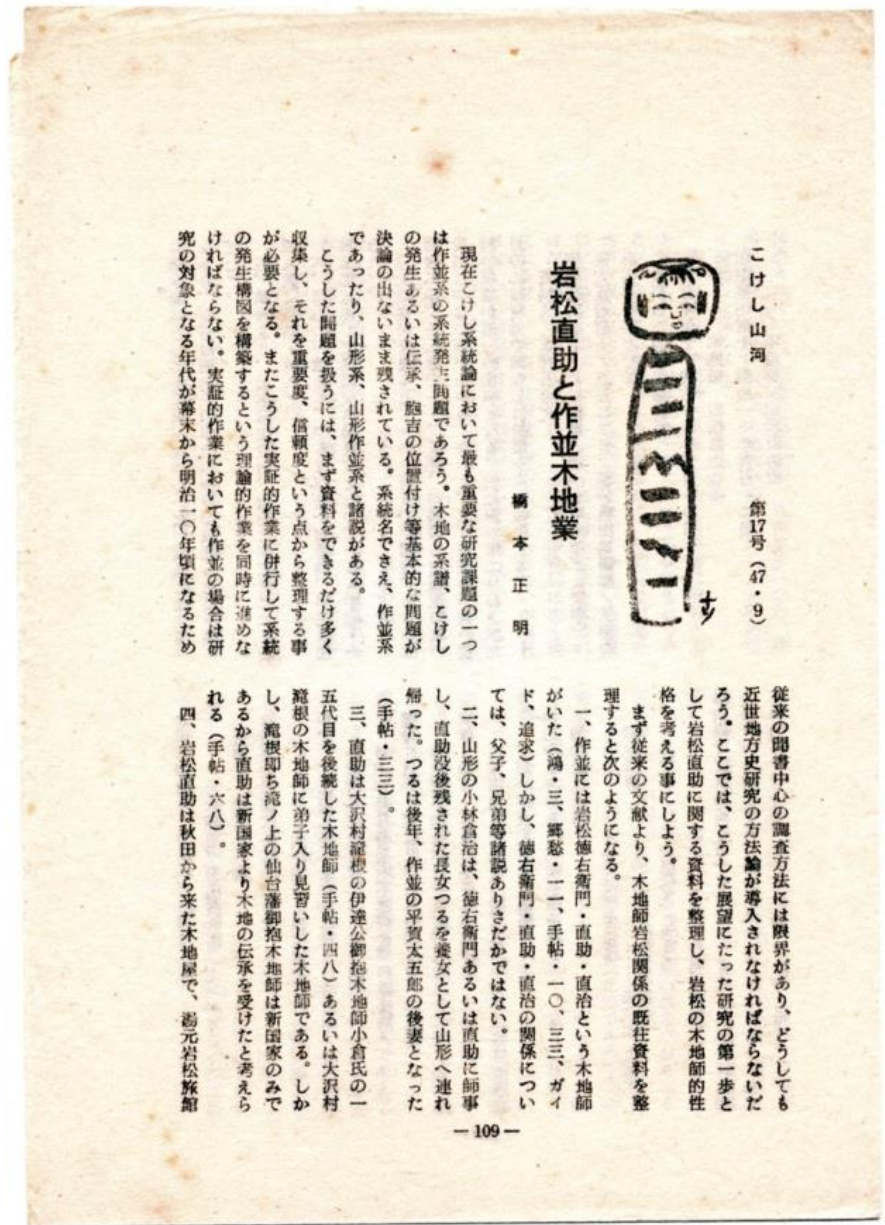 こけし山河
第17号（47・9）
岩松直助と作並木地業
橋本正明
現在こけし系統論において最も重要な研究課題の一つ
は作並系の系統発生問題であろう。木地の系譜、こけし
の発生あるいは伝承、胞吉の位置付け等基本的な問題が
決論の出ないまま残されている。系統名でさえ、作並系
であったり、山形系、山形作並系と諸説がある。
こうした問題を扱うには、まず資料をできるだけ多く
収集し、それを重要度、信頼度という点から整理する事
が必要となる。またこうした実証的作業に併行して系統
の発生構図を構築するという理論的作業を同時に進めな
ければならない。実証的作業においても作並の場合は研
究の対象となる年代が幕末から明治一〇年頃になるため
従来の聞書中心の調査方法には限界があり、どうしても
近世地方史研究の方法論が導入されなければならないだ
ろう。ここでは、こうした展望にたった研究の第一歩と
して岩松直助に関する資料を整理し、岩松の木地師的性
格を考える事にしよう。
まず従来の文献より、木地師岩松関係の既往資料を整
理すると次のようになる。
一、作並には岩松徳右衛門・直助・直治という木地師
がいた（鴻・三、郷愁・一一、手帖・一〇、三三、ガイ
ド、追求）しかし、徳右衛門・直助・直治の関係につい
ては、父子、兄弟等諸説ありさだかではない。
二、山形の小林倉治は、徳右衛門あるいは直助に師事
し、直助没後残された長女つるを養女として山形へ連れ
帰った。つるは後年、作並の平賀太五郎の後妻となった
（手帖・三三）。
三、直助は大沢村滝根の伊達公御抱木地師小倉氏の一
五代目を後続した木地師（手帖・四八）あるいは大沢村
滝根の木地師に弟子入り見習いした木地師である。しか
し、滝根即ち滝ノ上の仙台藩御抱木地師は新国家のみで
あるから直助は新国家より木地の伝承を受けたと考えら
れる（手帖・六八）。
四、岩松直助は秋田から来た木地屋で、湯元岩松旅館
— 109 —